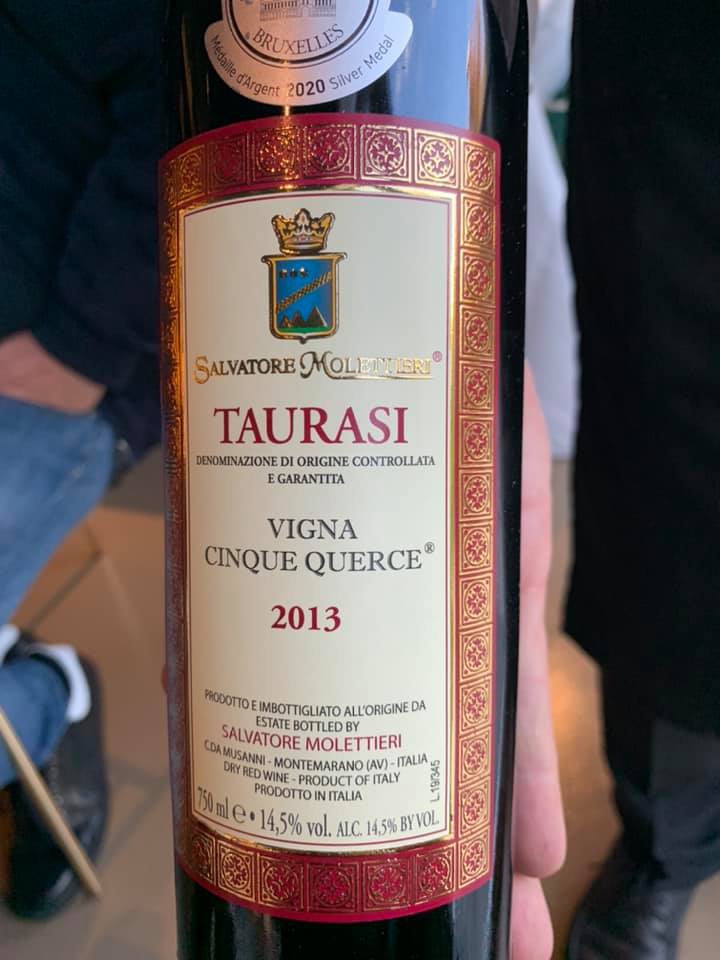 BRUXELLES
Médaille d'Argent 2020 Silver Medal
SALVATORE MOLETTIERI®
TAURASI
DENOMINAZIONE DI ORIGINE CONTROLLATA
E GARANTITA
VIGNA
CINQUE QUERCE®
2013
PRODOTTO E IMBOTTIGLIATO ALL'ORIGINE DA
ESTATE BOTTLED BY
SALVATORE MOLETTIERI
C.DA MUSANNI - MONTEMARANO (AV) - ITALIA
DRY RED WINE - PRODUCT OF ITALY
PRODOTTO IN ITALIA
750 ml e • 14,5% vol. ALC. 14,5% BY VOL.
L.19/345